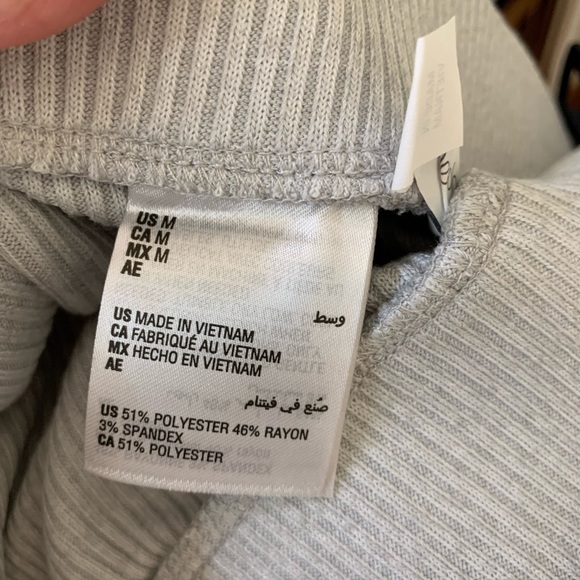 US M
CA M
MX M
AE
وسط
US MADE IN VIETNAM
CA FABRIQUÉ AU VIETNAM
MX HECHO EN VIETNAM
AE
صُنع في فيتنام
US 51% POLYESTER 46% RAYON
3% SPANDEX
CA 51% POLYESTER